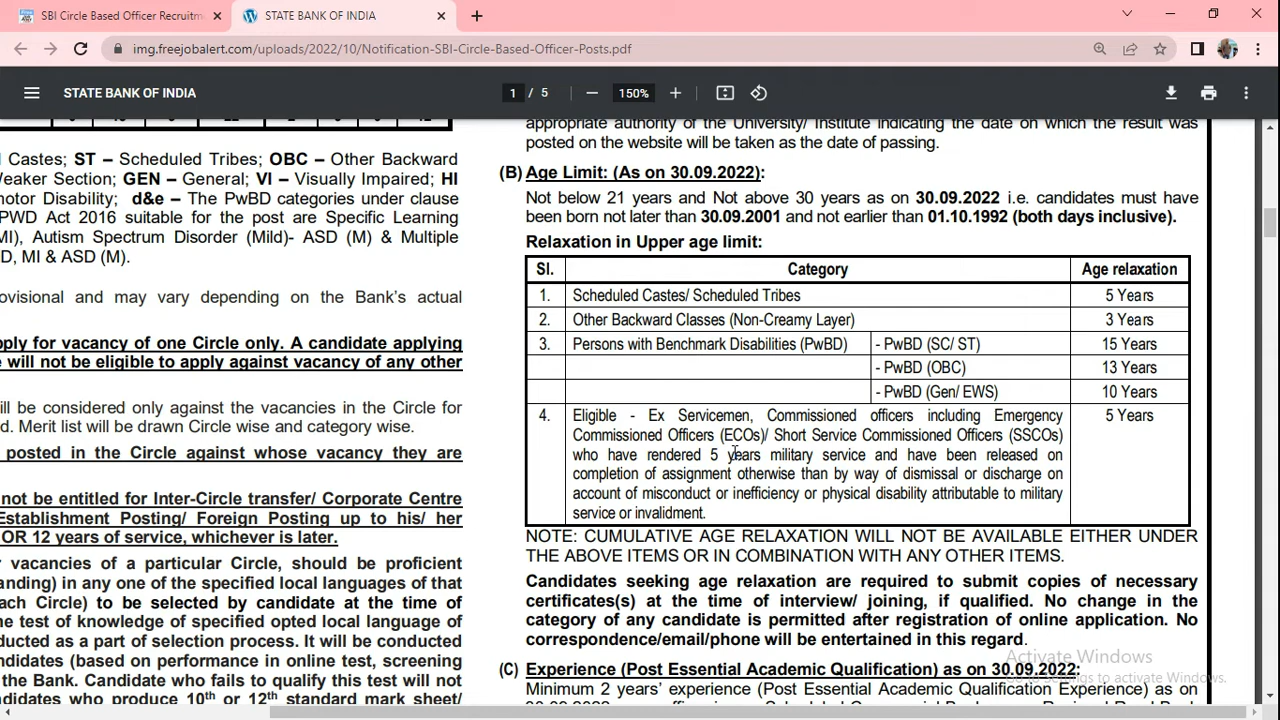 SBI Circle Based Officer Recruitm
STATE BANK OF INDIA
img.freejobalert.com/uploads/2022/10/Notification-SBI-Circle-Based-Officer-Posts.pdf
STATE BANK OF INDIA
1 / 5
150%
Castes; ST – Scheduled Tribes; OBC – Other Backward
Weaker Section; GEN – General; VI – Visually Impaired; HI
motor Disability; d&e – The PwBD categories under clause
PWD Act 2016 suitable for the post are Specific Learning
MI), Autism Spectrum Disorder (Mild)- ASD (M) & Multiple
D, MI & ASD (M).
ovisional and may vary depending on the Bank's actual
pply for vacancy of one Circle only. A candidate applying
will not be eligible to apply against vacancy of any other
ill be considered only against the vacancies in the Circle for
d. Merit list will be drawn Circle wise and category wise.
posted in the Circle against whose vacancy they are
not be entitled for Inter-Circle transfer/ Corporate Centre
Establishment Posting/ Foreign Posting up to his/ her
OR 12 years of service, whichever is later.
r vacancies of a particular Circle, should be proficient
anding) in any one of the specified local languages of that
ach Circle) to be selected by candidate at the time of
he test of knowledge of specified opted local language of
ducted as a part of selection process. It will be conducted
ndidates (based on performance in online test, screening
the Bank. Candidate who fails to qualify this test will not
ndidates who produce 10th or 12th standard mark sheet/
appropriate authority of the University/ Institute indicating the date on which the result was
posted on the website will be taken as the date of passing.
(B) Age Limit: (As on 30.09.2022):
Not below 21 years and Not above 30 years as on 30.09.2022 i.e. candidates must have
been born not later than 30.09.2001 and not earlier than 01.10.1992 (both days inclusive).
Relaxation in Upper age limit:
Sl. Category Age relaxation
1. Scheduled Castes/ Scheduled Tribes 5 Years
2. Other Backward Classes (Non-Creamy Layer) 3 Years
3. Persons with Benchmark Disabilities (PwBD) - PwBD (SC/ ST) 15 Years
- PwBD (OBC) 13 Years
- PwBD (Gen/ EWS) 10 Years
4. Eligible - Ex Servicemen, Commissioned officers including Emergency 5 Years
Commissioned Officers (ECOs)/ Short Service Commissioned Officers (SSCOs)
who have rendered 5 years military service and have been released on
completion of assignment otherwise than by way of dismissal or discharge on
account of misconduct or inefficiency or physical disability attributable to military
service or invalidment.
NOTE: CUMULATIVE AGE RELAXATION WILL NOT BE AVAILABLE EITHER UNDER
THE ABOVE ITEMS OR IN COMBINATION WITH ANY OTHER ITEMS.
Candidates seeking age relaxation are required to submit copies of necessary
certificates(s) at the time of interview/ joining, if qualified. No change in the
category of any candidate is permitted after registration of online application. No
correspondence/email/phone will be entertained in this regard.
(C) Experience (Post Essential Academic Qualification) as on 30.09.2022:
Minimum 2 years' experience (Post Essential Academic Qualification Experience) as on
Activate Windows
Go to Settings to activate Windows.